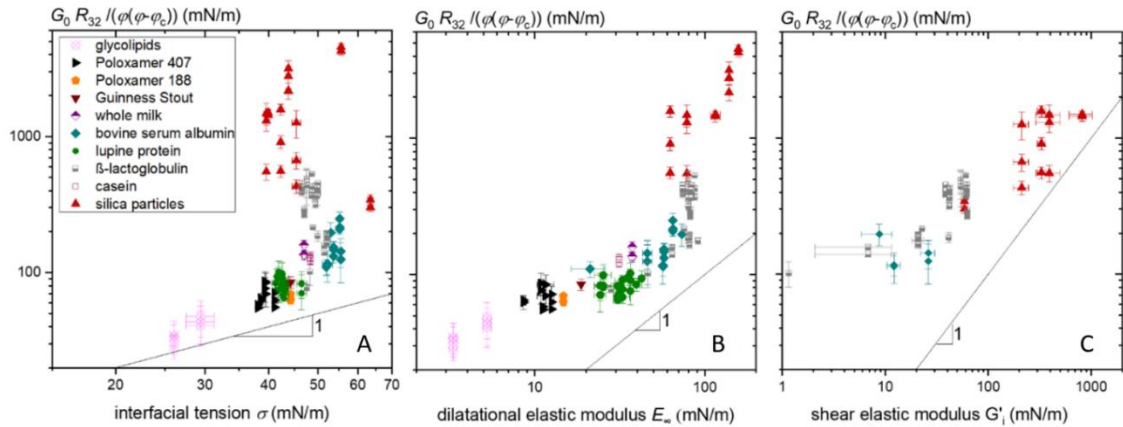 G₀ R₃₂ /(φ(φ-φc) (mN/m)
1000
100
glycolipids
Poloxamer 407
Poloxamer 188
Guinness Stout
whole milk
bovine serum albumin
lupine protein
ß-lactoglobulin
casein
silica particles
1
A
20 30 40 50 60 70
interfacial tension σ (mN/m)
G₀ R₃₂ /(φ(φ-φc) (mN/m)
1
B
10 100
dilatational elastic modulus E∞ (mN/m)
G₀ R₃₂ /(φ(φ-φc) (mN/m)
1
C
1 10 100 1000
shear elastic modulus G'ᵢ (mN/m)